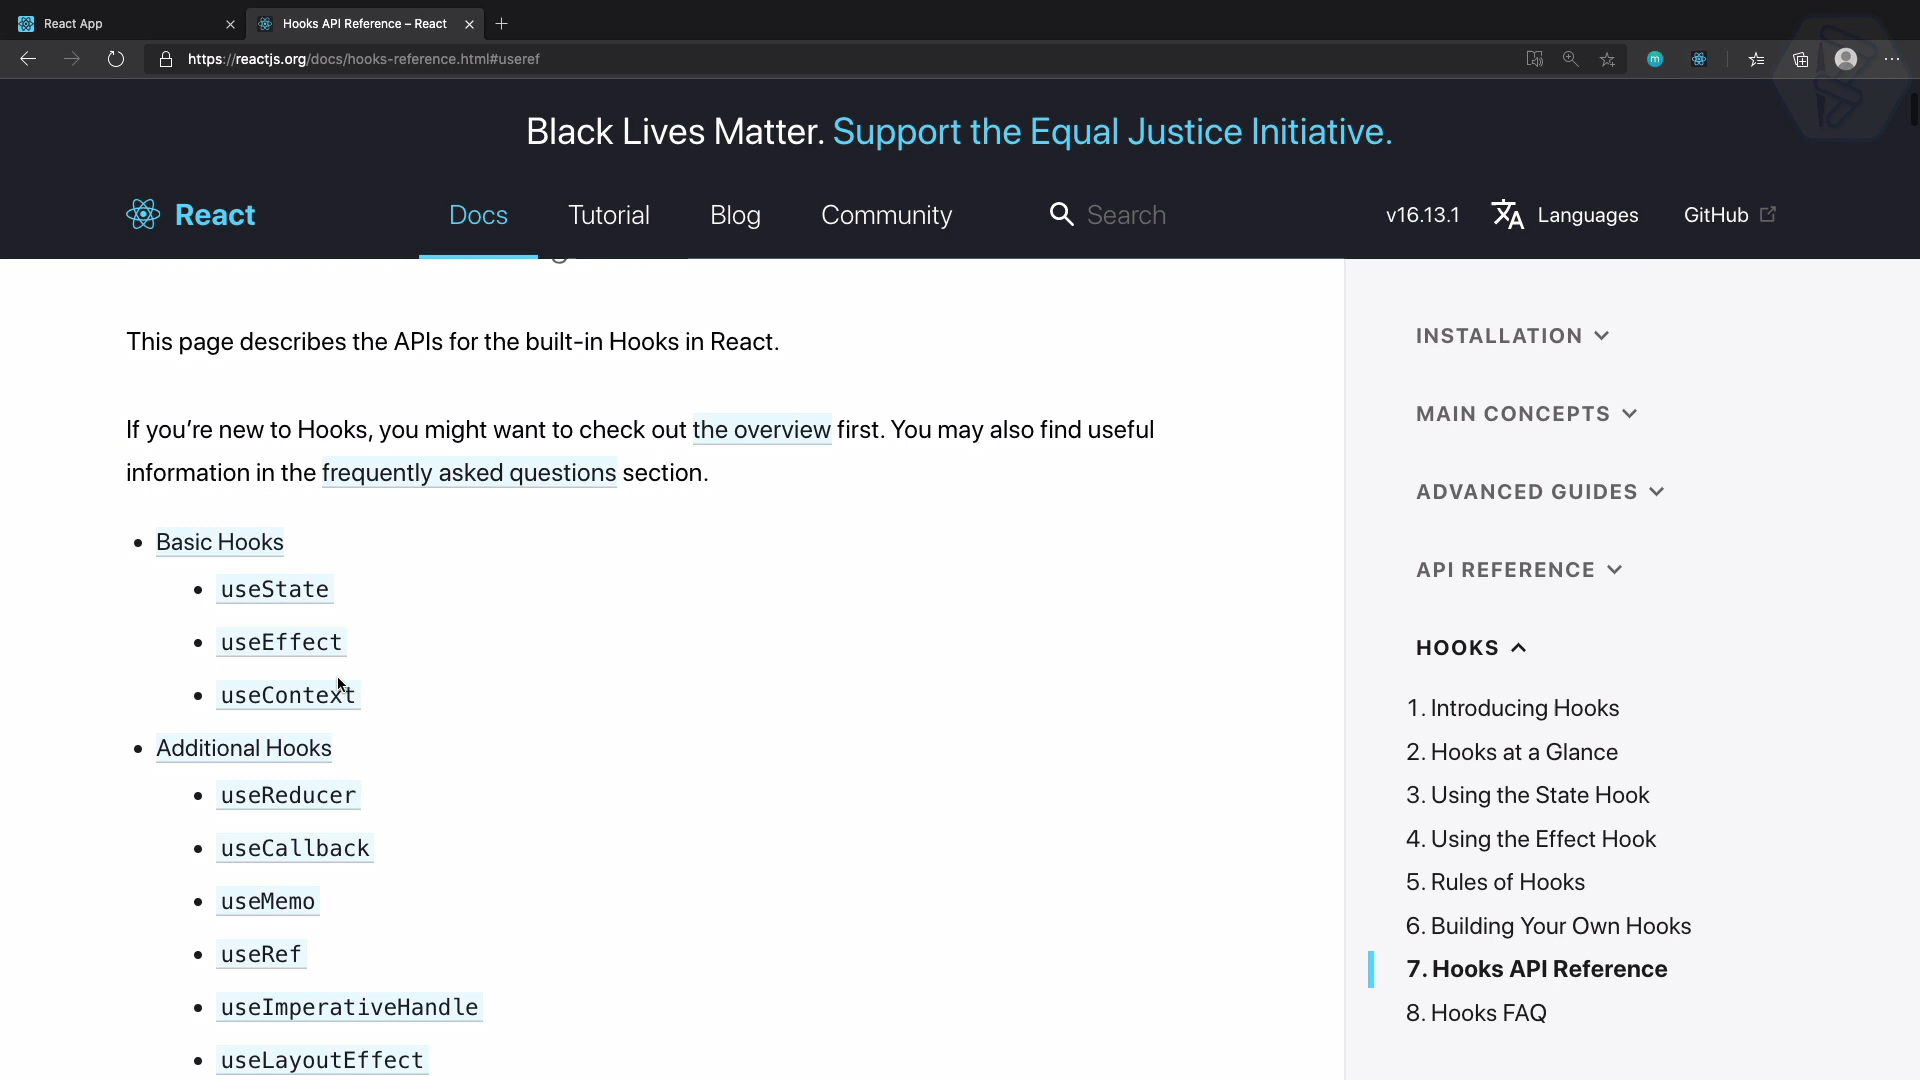 React App
Hooks API Reference – React
https://reactjs.org/docs/hooks-reference.html#useref
m
Black Lives Matter. Support the Equal Justice Initiative.
React
Docs
Tutorial
Blog
Community
Search
v16.13.1
Languages
GitHub
This page describes the APIs for the built-in Hooks in React.
If you’re new to Hooks, you might want to check out the overview first. You may also find useful
information in the frequently asked questions section.
• Basic Hooks
• useState
• useEffect
• useContext
• Additional Hooks
• useReducer
• useCallback
• useMemo
• useRef
• useImperativeHandle
• useLayoutEffect
INSTALLATION
MAIN CONCEPTS
ADVANCED GUIDES
API REFERENCE
HOOKS
1. Introducing Hooks
2. Hooks at a Glance
3. Using the State Hook
4. Using the Effect Hook
5. Rules of Hooks
6. Building Your Own Hooks
7. Hooks API Reference
8. Hooks FAQ